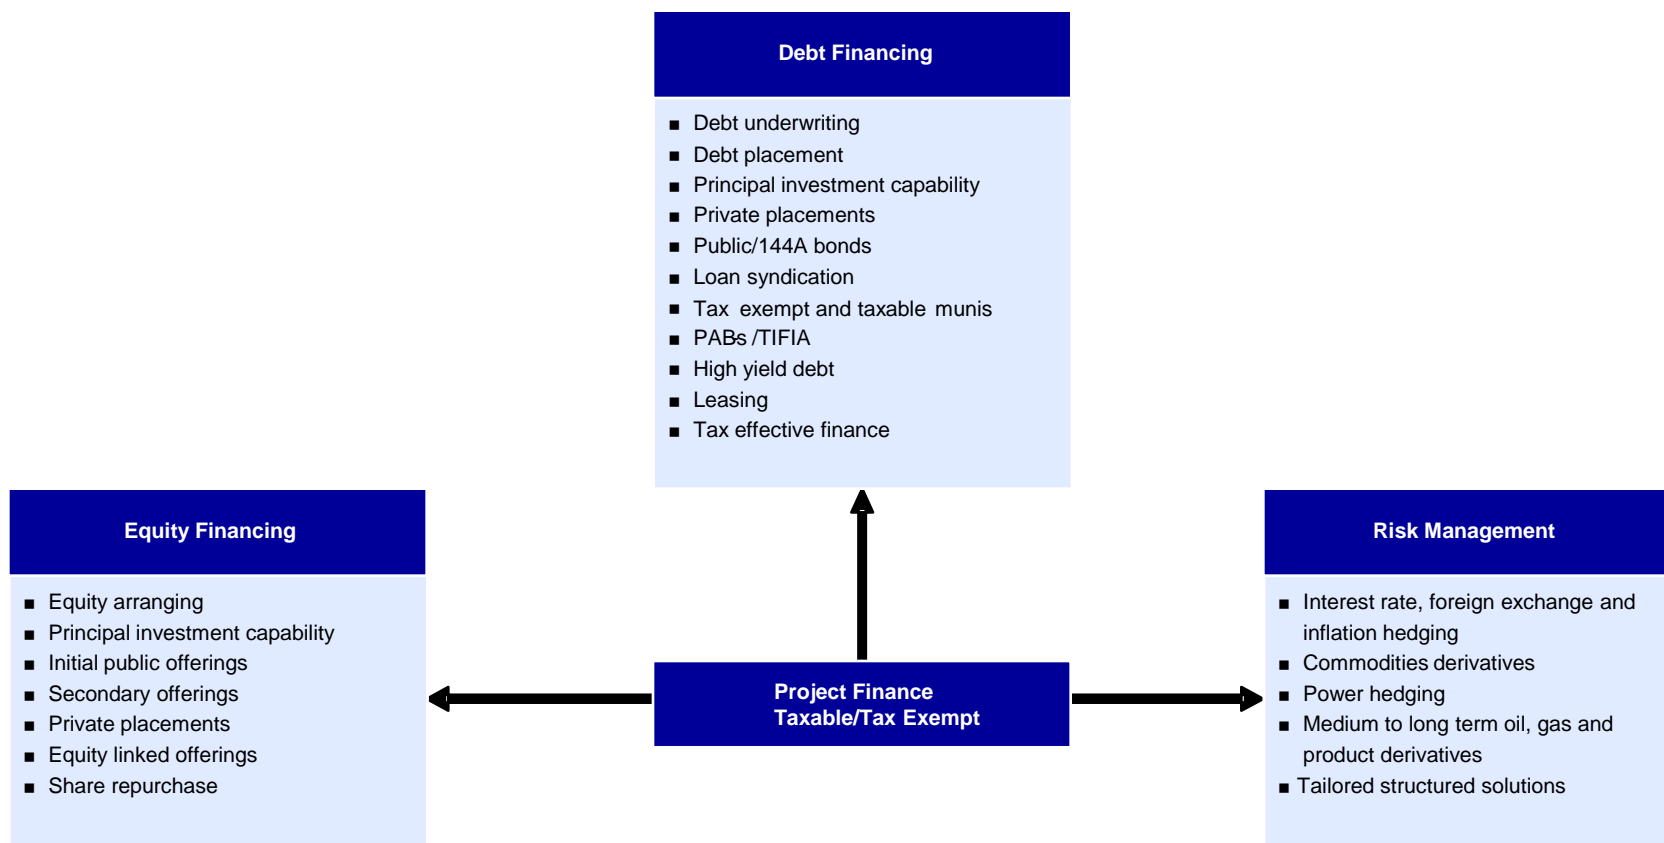 Debt Financing
■ Debt underwriting
■ Debt placement
■ Principal investment capability
■ Private placements
■ Public/144A bonds
■ Loan syndication
■ Tax exempt and taxable munis
■ PABs /TIFIA
■ High yield debt
■ Leasing
■ Tax effective finance
Equity Financing
■ Equity arranging
■ Principal investment capability
■ Initial public offerings
■ Secondary offerings
■ Private placements
■ Equity linked offerings
■ Share repurchase
Project Finance
Taxable/Tax Exempt
Risk Management
■ Interest rate, foreign exchange and
inflation hedging
■ Commodities derivatives
■ Power hedging
■ Medium to long term oil, gas and
product derivatives
■ Tailored structured solutions